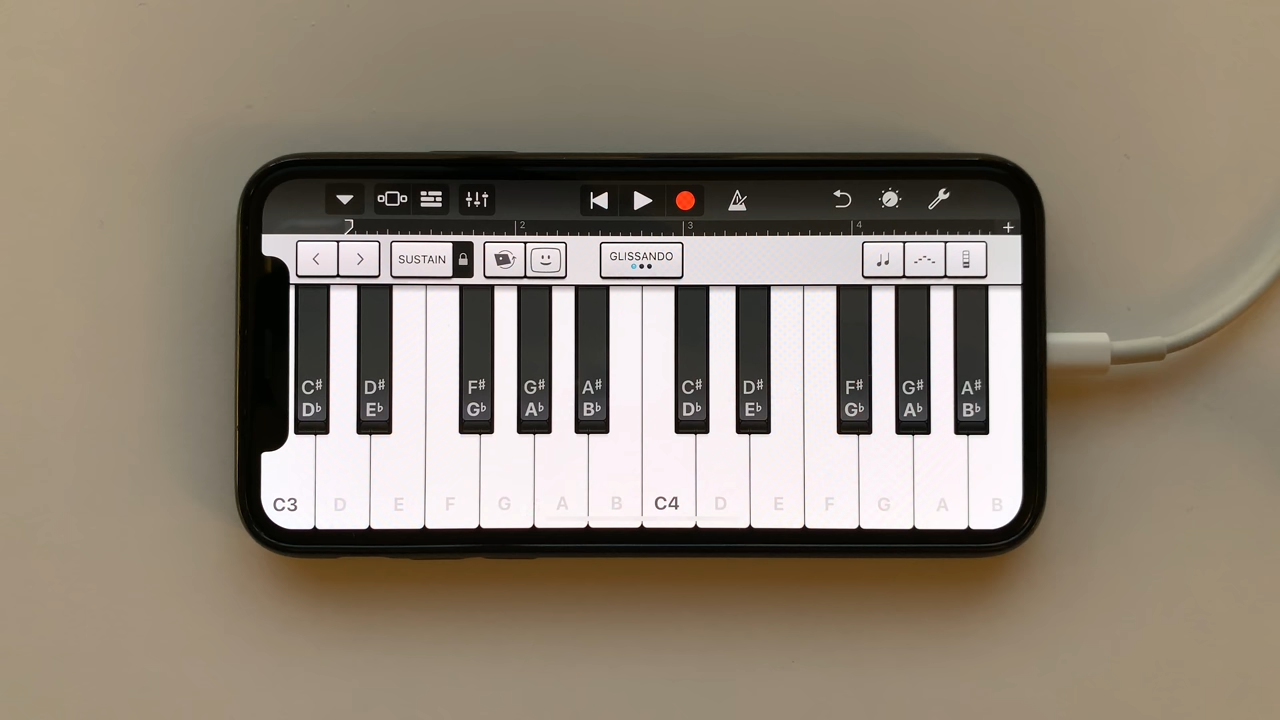 2 3 4
SUSTAIN GLISSANDO
C# D# F# G# A# C# D# F# G# A#
D♭ E♭ G♭ A♭ B♭ D♭ E♭ G♭ A♭ B♭
C3 D E F G A B C4 D E F G A B